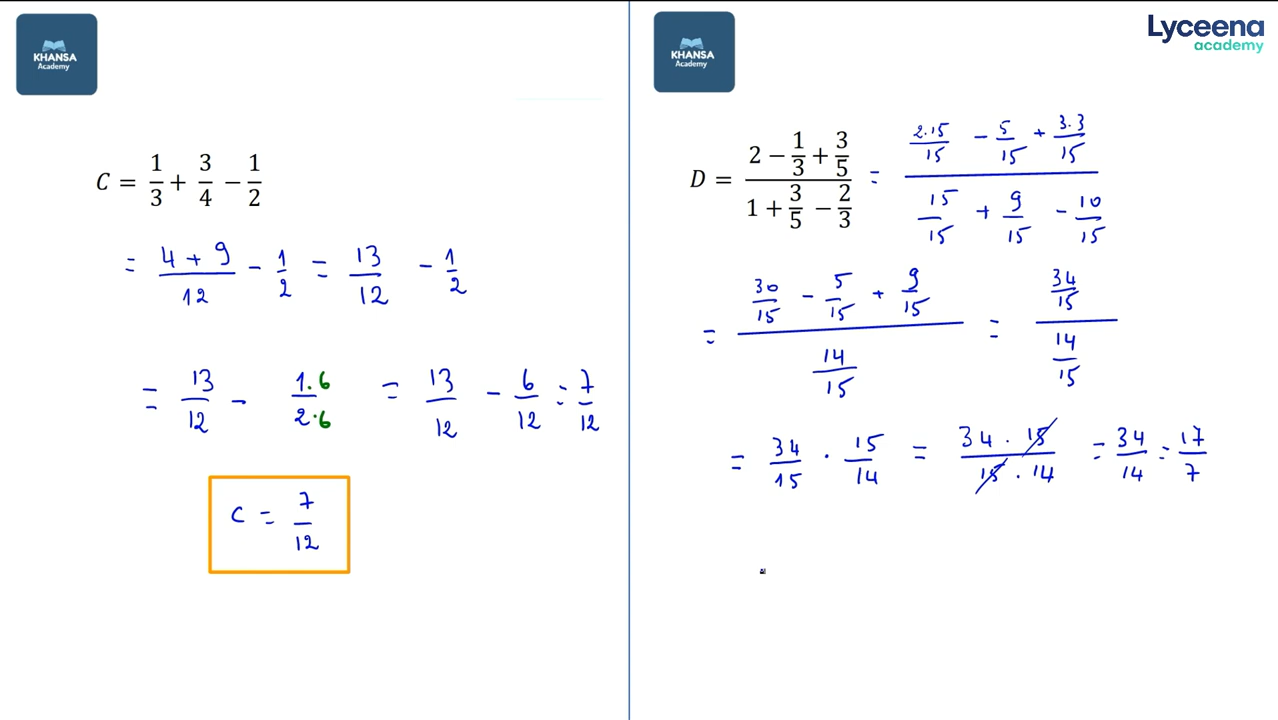 KHANSA
Academy
C = 1/3 + 3/4 − 1/2
= (4 + 9)/12 − 1/2 = 13/12 − 1/2
= 13/12 − (1.6)/(2.6) = 13/12 − 6/12 = 7/12
C = 7/12
KHANSA
Academy
Lyceena
academy
D = (2 − 1/3 + 3/5)/(1 + 3/5 − 2/3) = (2.15/15 − 5/15 + 3.3/15)/(15/15 + 9/15 − 10/15)
= (30/15 − 5/15 + 9/15)/(14/15) = (34/15)/(14/15)
= 34/15 . 15/14 = (34 . 15)/(15 . 14) = 34/14 = 17/7